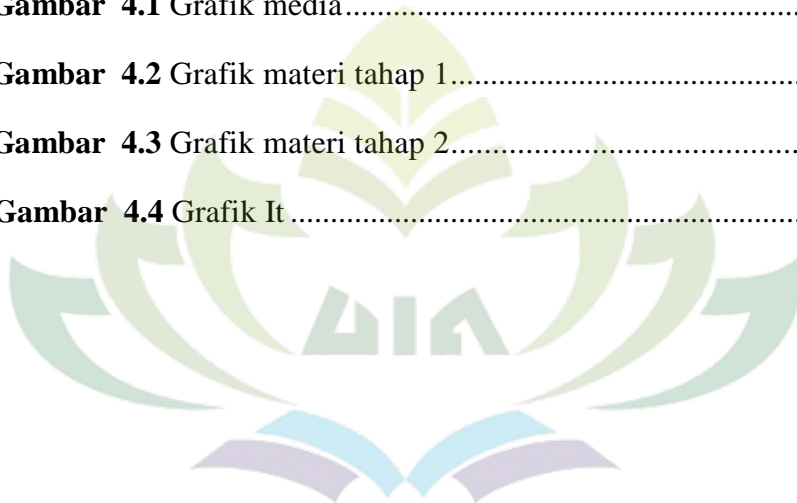 Gambar 4.1 Grafik media................................................
Gambar 4.2 Grafik materi tahap 1.....................................
Gambar 4.3 Grafik materi tahap 2.....................................
Gambar 4.4 Grafik It......................................................
UIN